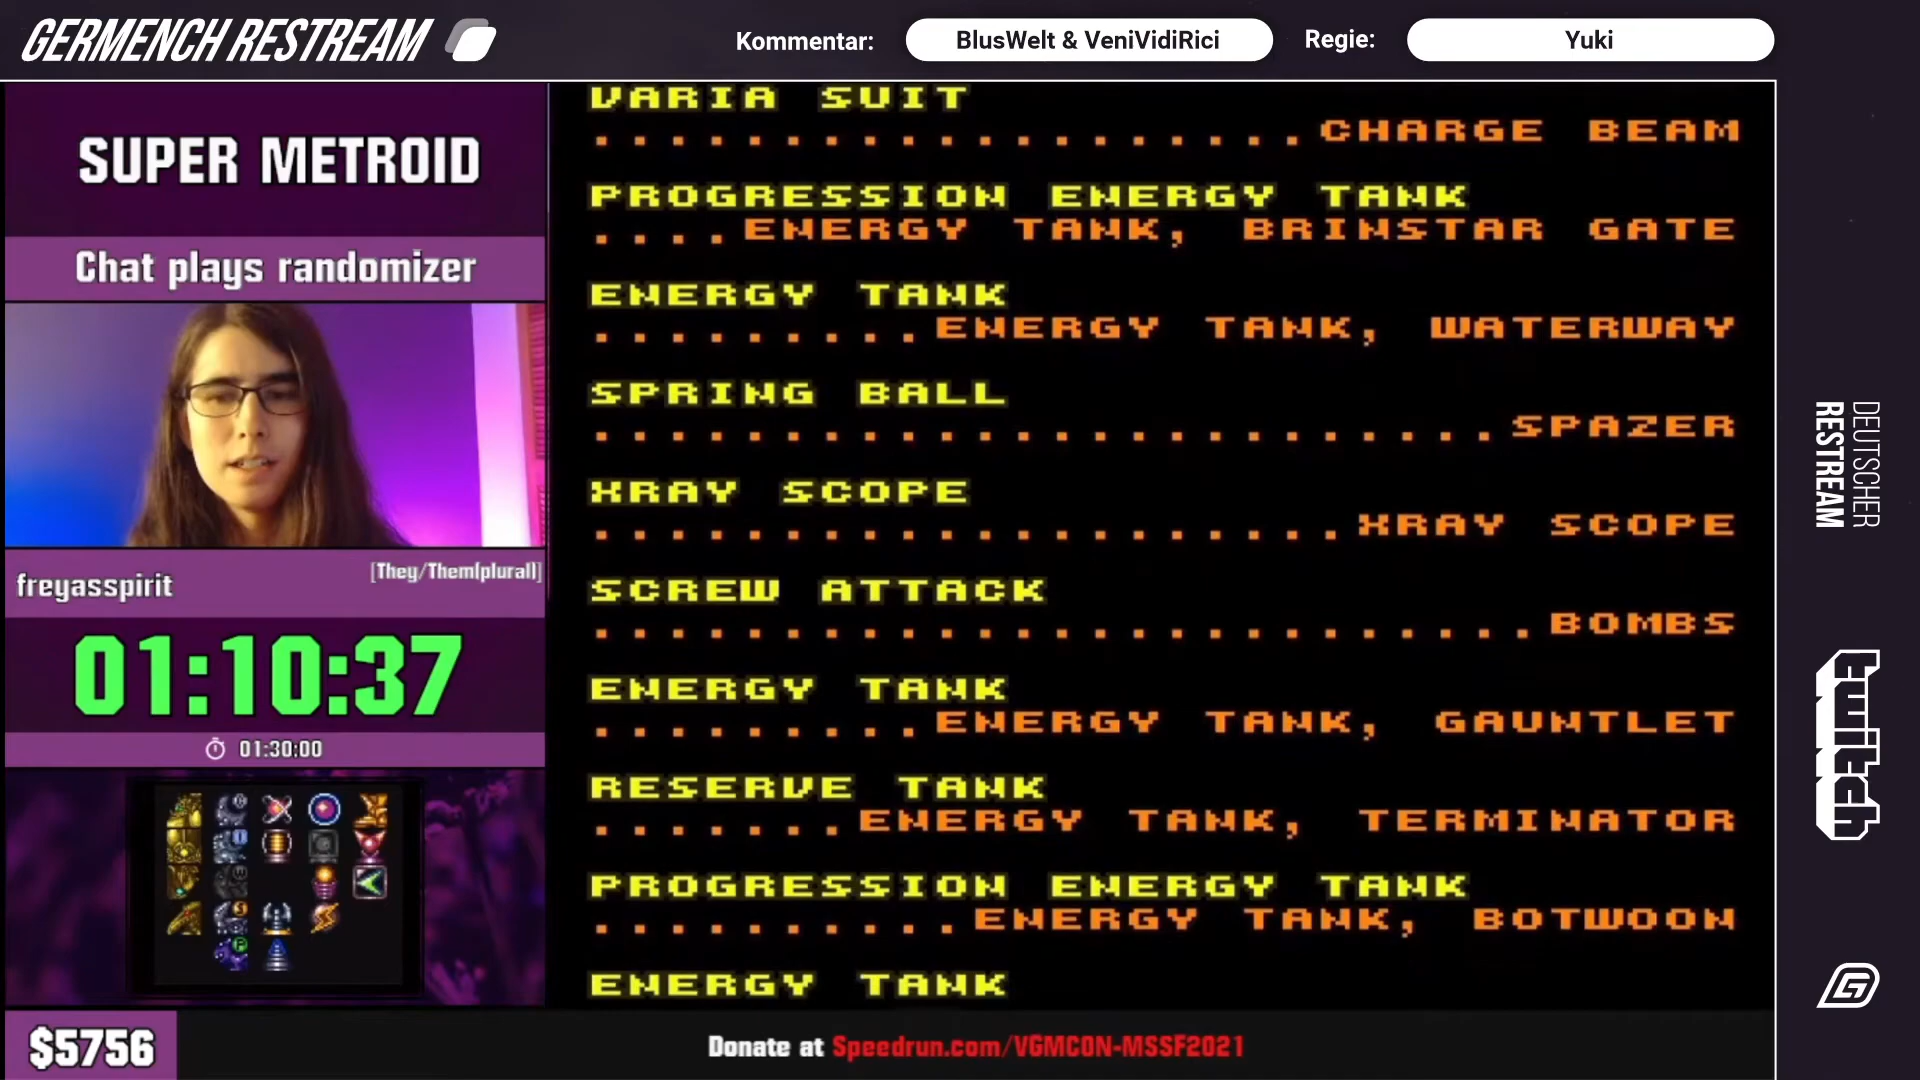 GERMENCH RESTREAM
Kommentar:
BlusWelt & VeniVidiRici
Regie:
Yuki
SUPER METROID
Chat plays randomizer
freyasspirit
[They/Them(plural)]
01:10:37
01:30:00
$5756
VARIA SUIT
..................CHARGE BEAM
PROGRESSION ENERGY TANK
....ENERGY TANK, BRINSTAR GATE
ENERGY TANK
.........ENERGY TANK, WATERWAY
SPRING BALL
........................SPAZER
XRAY SCOPE
....................XRAY SCOPE
SCREW ATTACK
.........................BOMBS
ENERGY TANK
.........ENERGY TANK, GAUNTLET
RESERVE TANK
.......ENERGY TANK, TERMINATOR
PROGRESSION ENERGY TANK
..........ENERGY TANK, BOTWOON
ENERGY TANK
Donate at Speedrun.com/VGMCON-MSSF2021
DEUTSCHER
RESTREAM
twitch
G